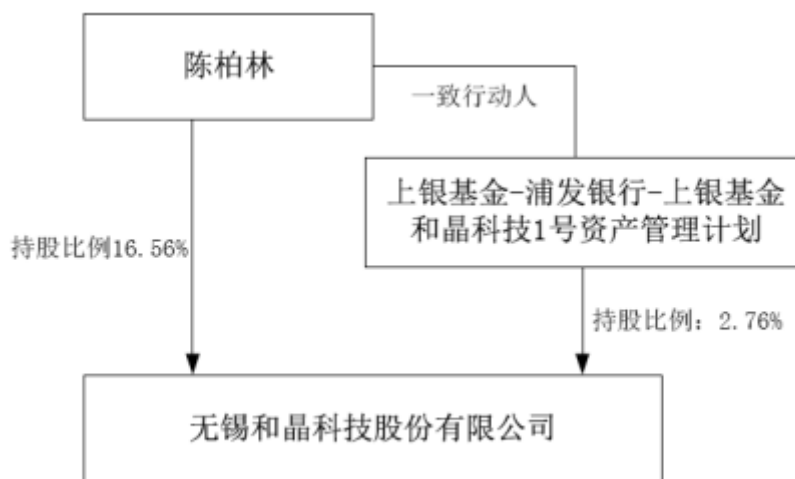 陈柏林
一致行动人
上银基金-浦发银行-上银基金
和晶科技1号资产管理计划
持股比例16.56%
持股比例：2.76%
无锡和晶科技股份有限公司